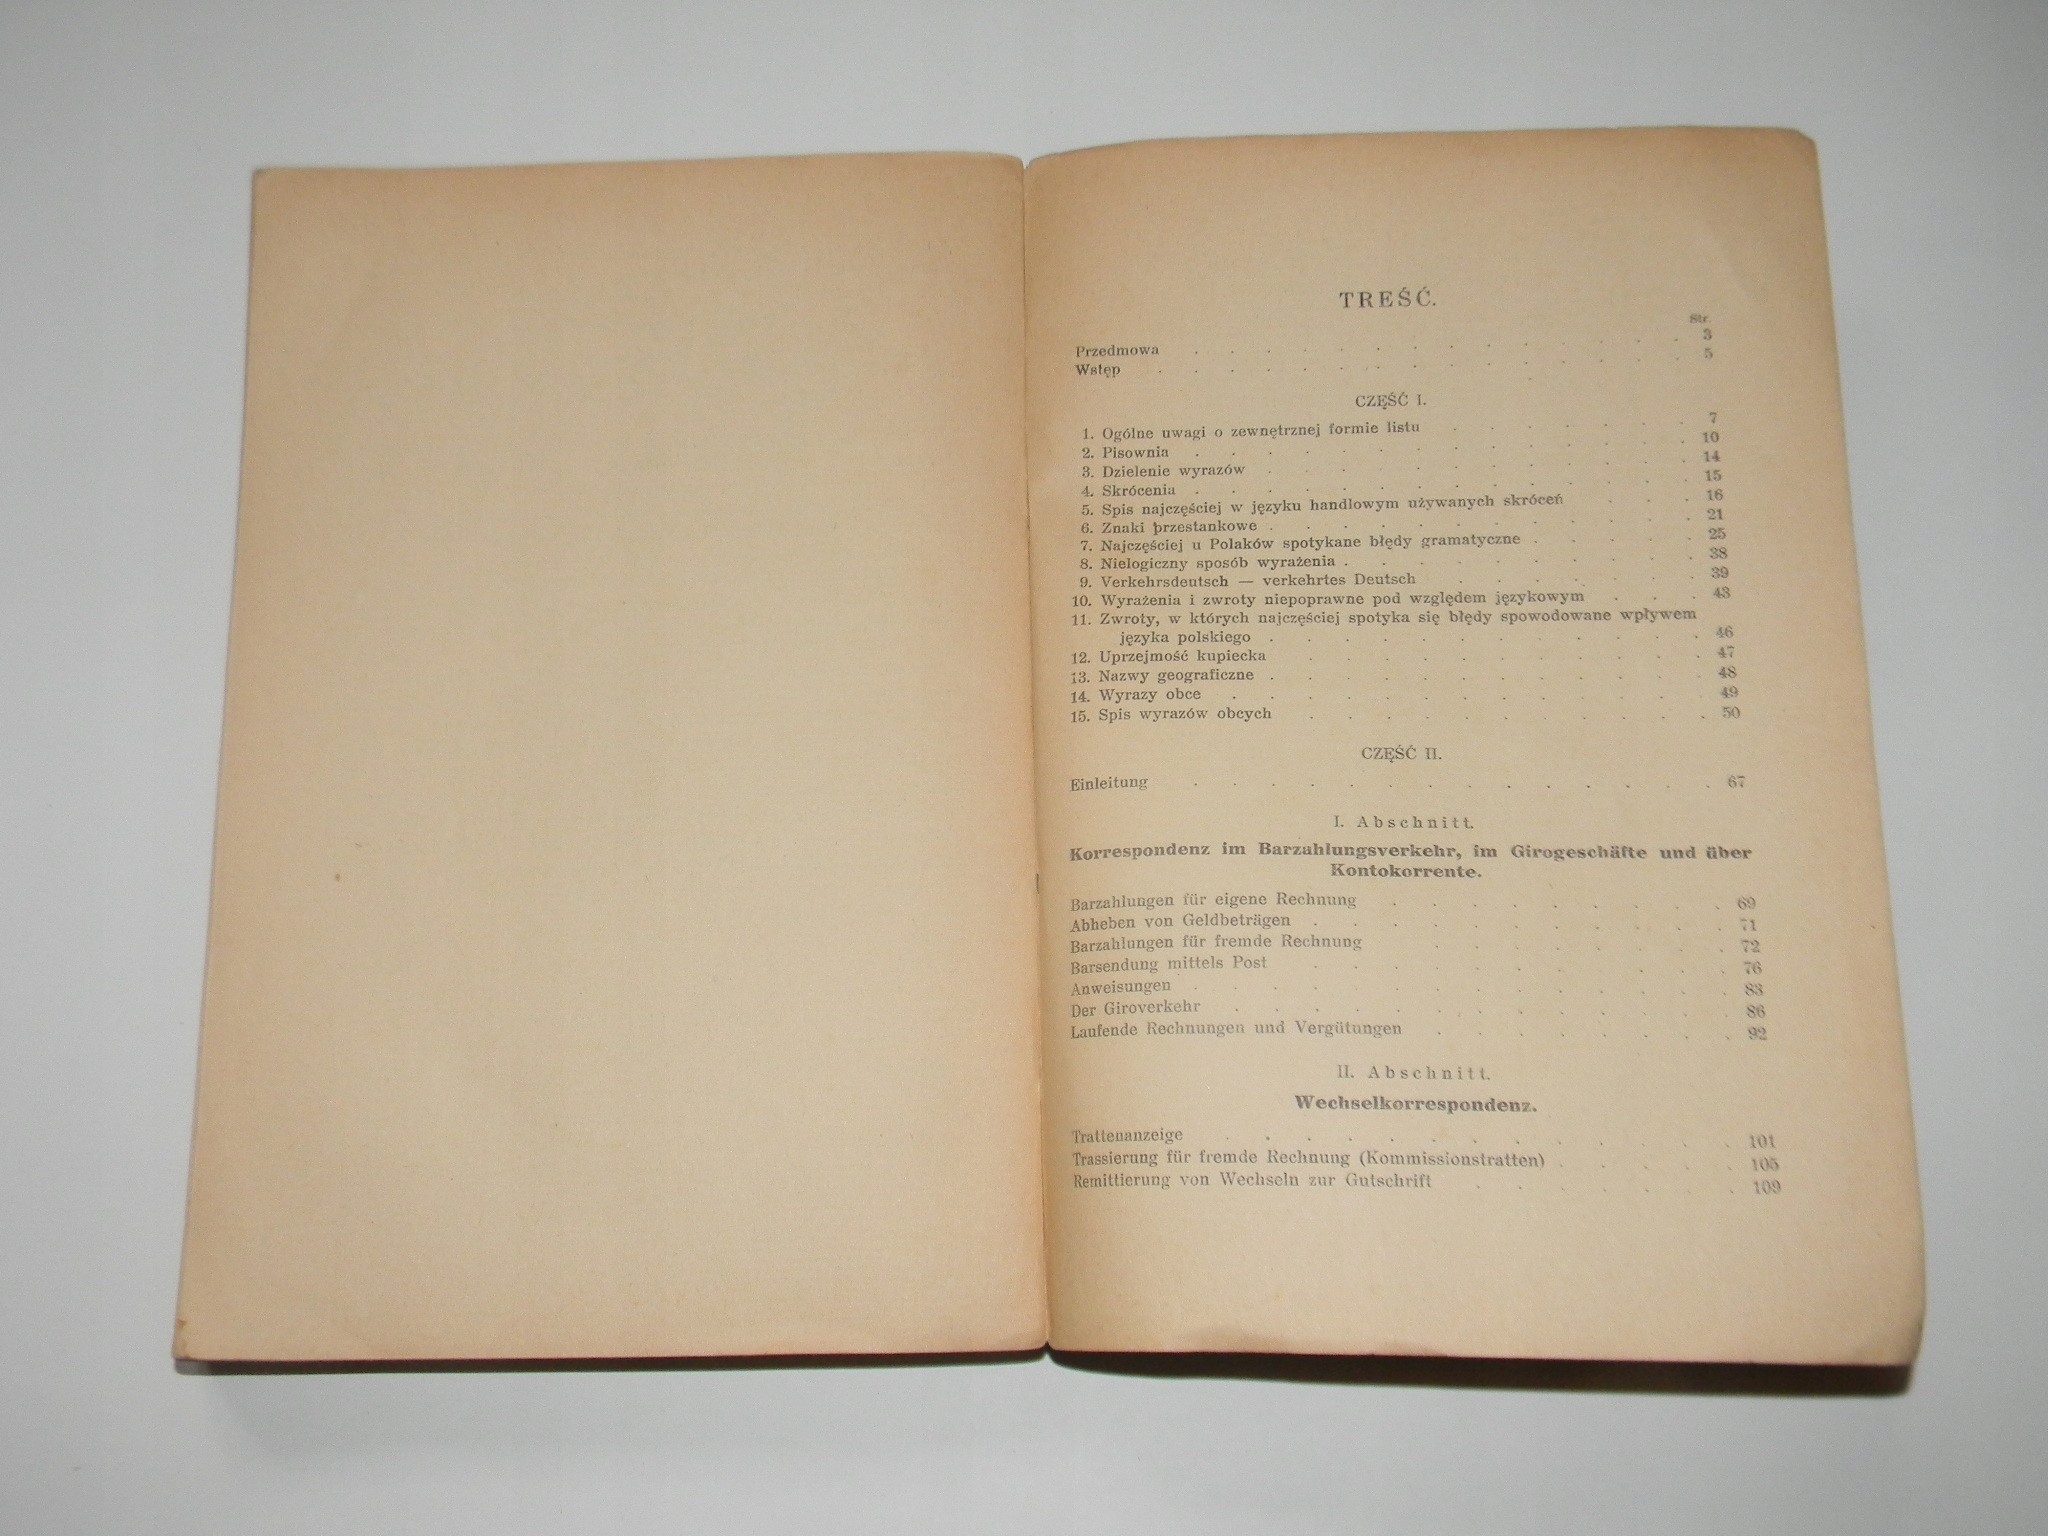 TREŚĆ.
Str.
Przedmowa . . . . . . . . . . . . . . 3
Wstęp . . . . . . . . . . . . . . . 5
CZĘŚĆ I.
1. Ogólne uwagi o zewnętrznej formie listu . . . . . . . 7
2. Pisownia . . . . . . . . . . . . . . 10
3. Dzielenie wyrazów . . . . . . . . . . . . 14
4. Skrócenia . . . . . . . . . . . . . . 15
5. Spis najczęściej w języku handlowym używanych skróceń . . . 16
6. Znaki przestankowe . . . . . . . . . . . . 21
7. Najczęściej u Polaków spotykane błędy gramatyczne . . . . . 25
8. Nielogiczny sposób wyrażenia . . . . . . . . . . 38
9. Verkehrsdeutsch — verkehrtes Deutsch . . . . . . . 39
10. Wyrażenia i zwroty niepoprawne pod względem językowym . . . 43
11. Zwroty, w których najczęściej spotyka się błędy spowodowane wpływem
języka polskiego . . . . . . . . . . . . 46
12. Uprzejmość kupiecka . . . . . . . . . . . 47
13. Nazwy geograficzne . . . . . . . . . . . . 48
14. Wyrazy obce . . . . . . . . . . . . . 49
15. Spis wyrazów obcych . . . . . . . . . . . 50
CZĘŚĆ II.
Einleitung . . . . . . . . . . . . . . 67
I. Abschnitt.
Korrespondenz im Barzahlungsverkehr, im Girogeschäfte und über
Kontokorrente.
Barzahlungen für eigene Rechnung . . . . . . . . . 69
Abheben von Geldbeträgen . . . . . . . . . . . 71
Barzahlungen für fremde Rechnung . . . . . . . . 72
Barsendung mittels Post . . . . . . . . . . 76
Anweisungen . . . . . . . . . . . . . . 83
Der Giroverkehr . . . . . . . . . . . . . 86
Laufende Rechnungen und Vergütungen . . . . . . . . 92
II. Abschnitt.
Wechselkorrespondenz.
Trattenanzeige . . . . . . . . . . . . . 101
Trassierung für fremde Rechnung (Kommissionstratten) . . . . . 105
Remittierung von Wechseln zur Gutschrift . . . . . . . 109